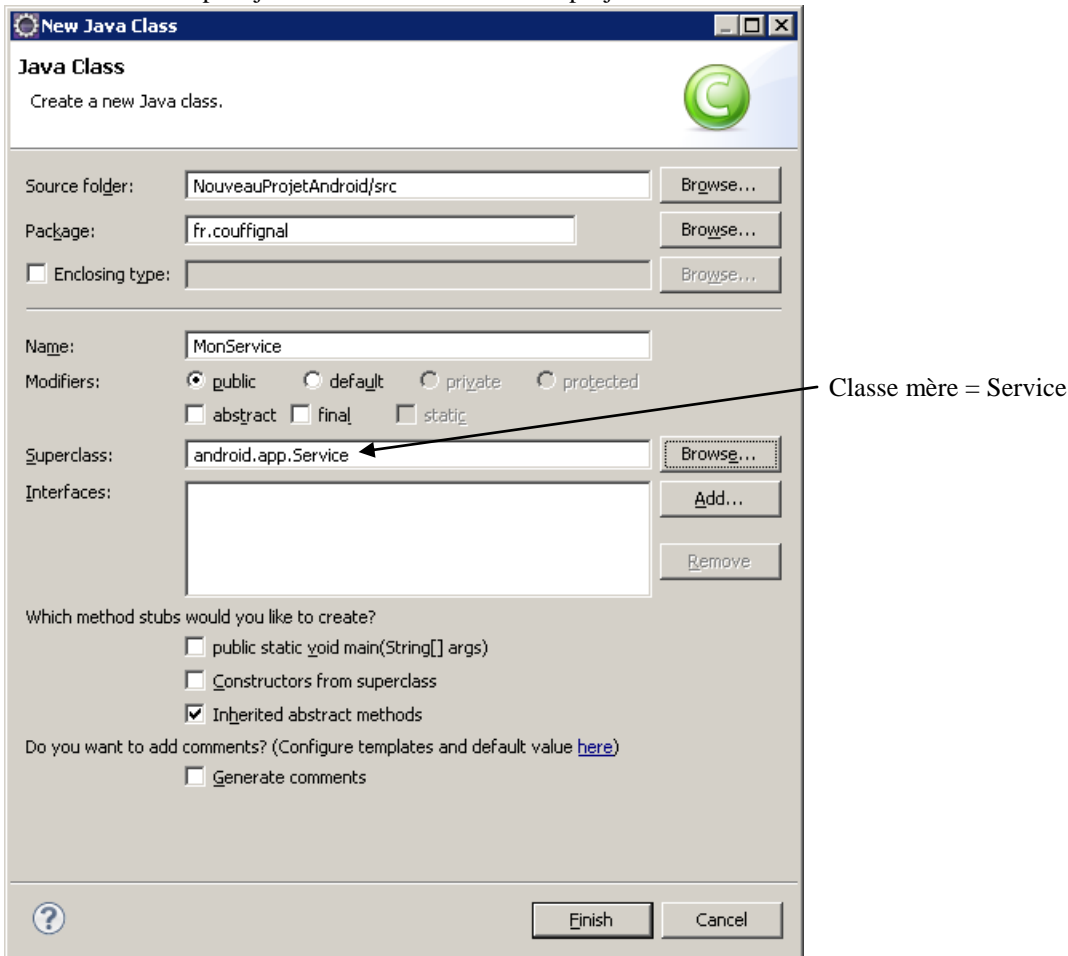 New Java Class
Java Class
Create a new Java class.
Source folder: NouveauProjetAndroid/src Browse...
Package: fr.couffignal Browse...
Enclosing type: Browse...
Name: MonService
Modifiers: public default private protected
Classe mère = Service
abstract final static
Superclass: android.app.Service Browse...
Interfaces: Add...
Remove
Which method stubs would you like to create?
public static void main(String[] args)
Constructors from superclass
Inherited abstract methods
Do you want to add comments? (Configure templates and default value here)
Generate comments
? Finish Cancel